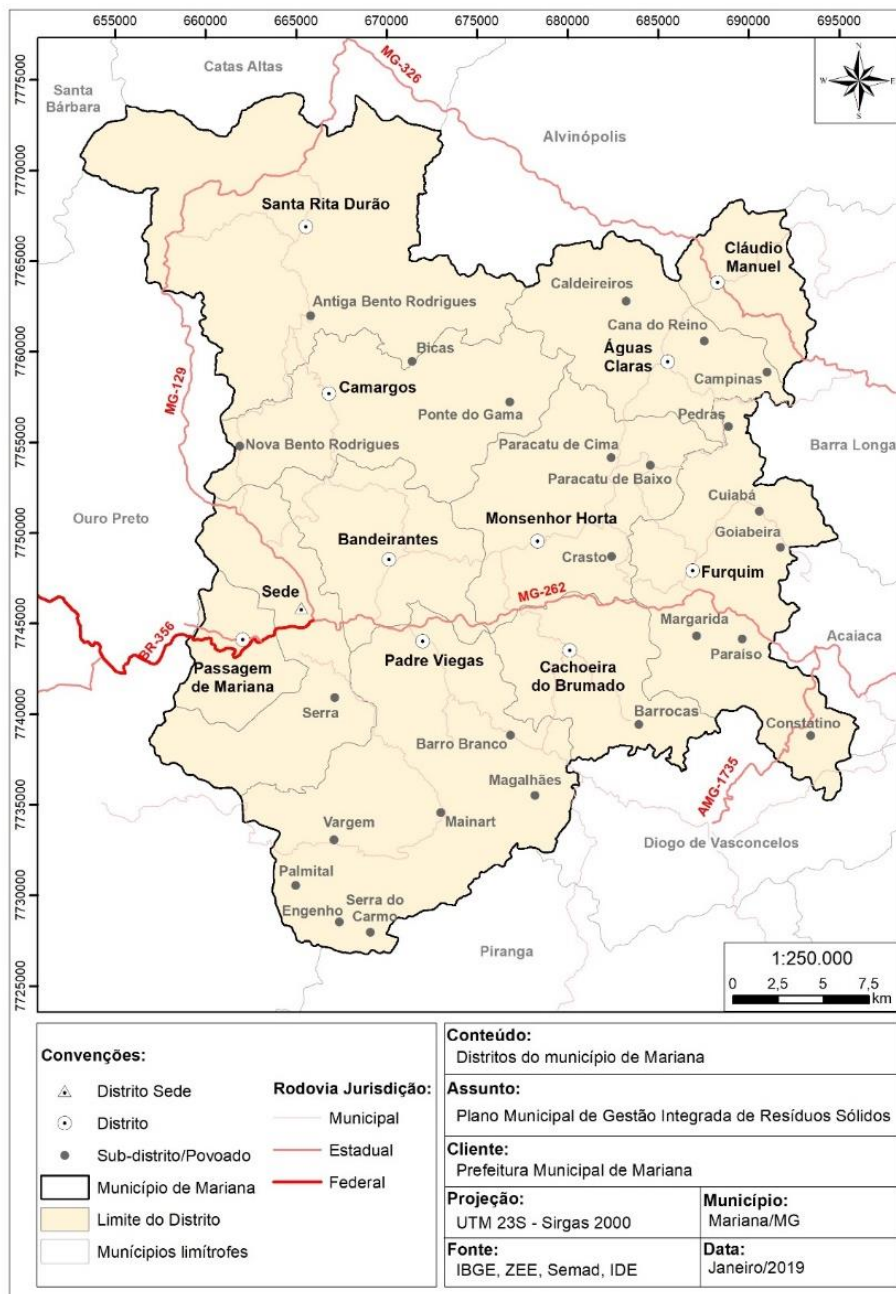 655000 660000 665000 670000 675000 680000 685000 690000 695000
7775000
7770000
7765000
7760000
7755000
7750000
7745000
7740000
7735000
7730000
7725000
N
W E
S
Catas Altas
MG-326
Santa
Bárbara
Alvinópolis
Santa Rita Durão
Cláudio
Manuel
Caldeireiros
Antiga Bento Rodrigues
Cana do Reino
Bicas
Águas
Claras
MG-129
Camargos
Campinas
Ponte do Gama
Pedras
Nova Bento Rodrigues
Paracatu de Cima
Barra Longa
Paracatu de Baixo
Cuiabá
Ouro Preto
Monsenhor Horta
Bandeirantes
Goiabeira
Crasto
Furquim
Sede
MG-262
BR-356
Margarida
Acaiaca
Passagem
de Mariana
Padre Viegas
Cachoeira
do Brumado
Paraíso
Serra
Barrocas
Constatino
Barro Branco
Magalhães
AMG-1735
Vargem
Mainart
Diogo de Vasconcelos
Palmital
Engenho
Serra do
Carmo
Piranga
1:250.000
0 2,5 5 7,5
km
Convenções:
Distrito Sede
Distrito
Sub-distrito/Povoado
Município de Mariana
Limite do Distrito
Munícipios limítrofes
Rodovia Jurisdição:
Municipal
Estadual
Federal
Conteúdo:
Distritos do município de Mariana
Assunto:
Plano Municipal de Gestão Integrada de Resíduos Sólidos
Cliente:
Prefeitura Municipal de Mariana
Projeção:
UTM 23S - Sirgas 2000
Município:
Mariana/MG
Fonte:
IBGE, ZEE, Semad, IDE
Data:
Janeiro/2019